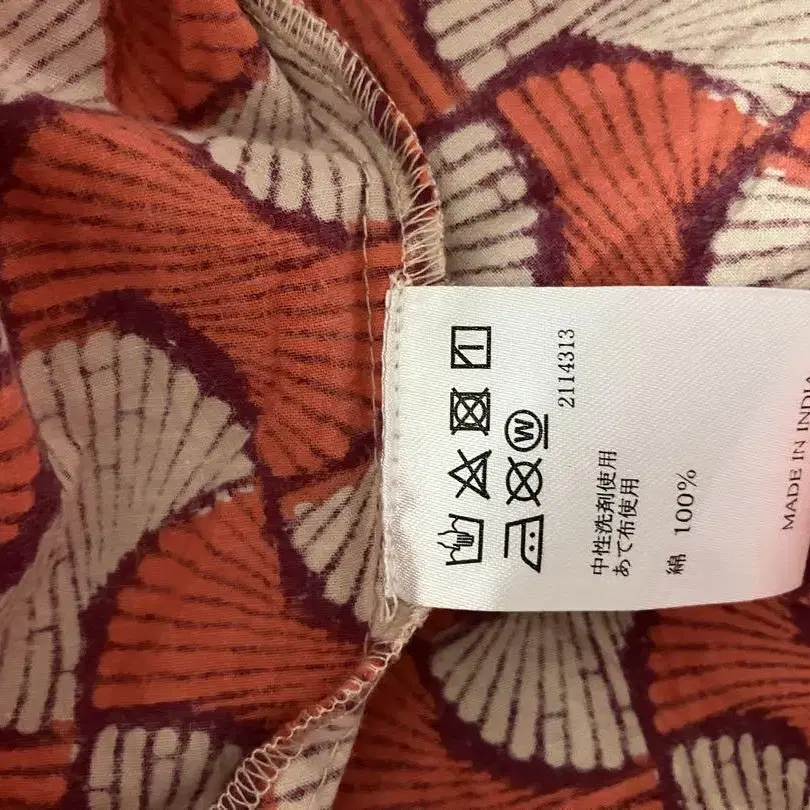 W
2114313
中性洗剤使用
あて布使用
綿 100%
MADE IN INDIA